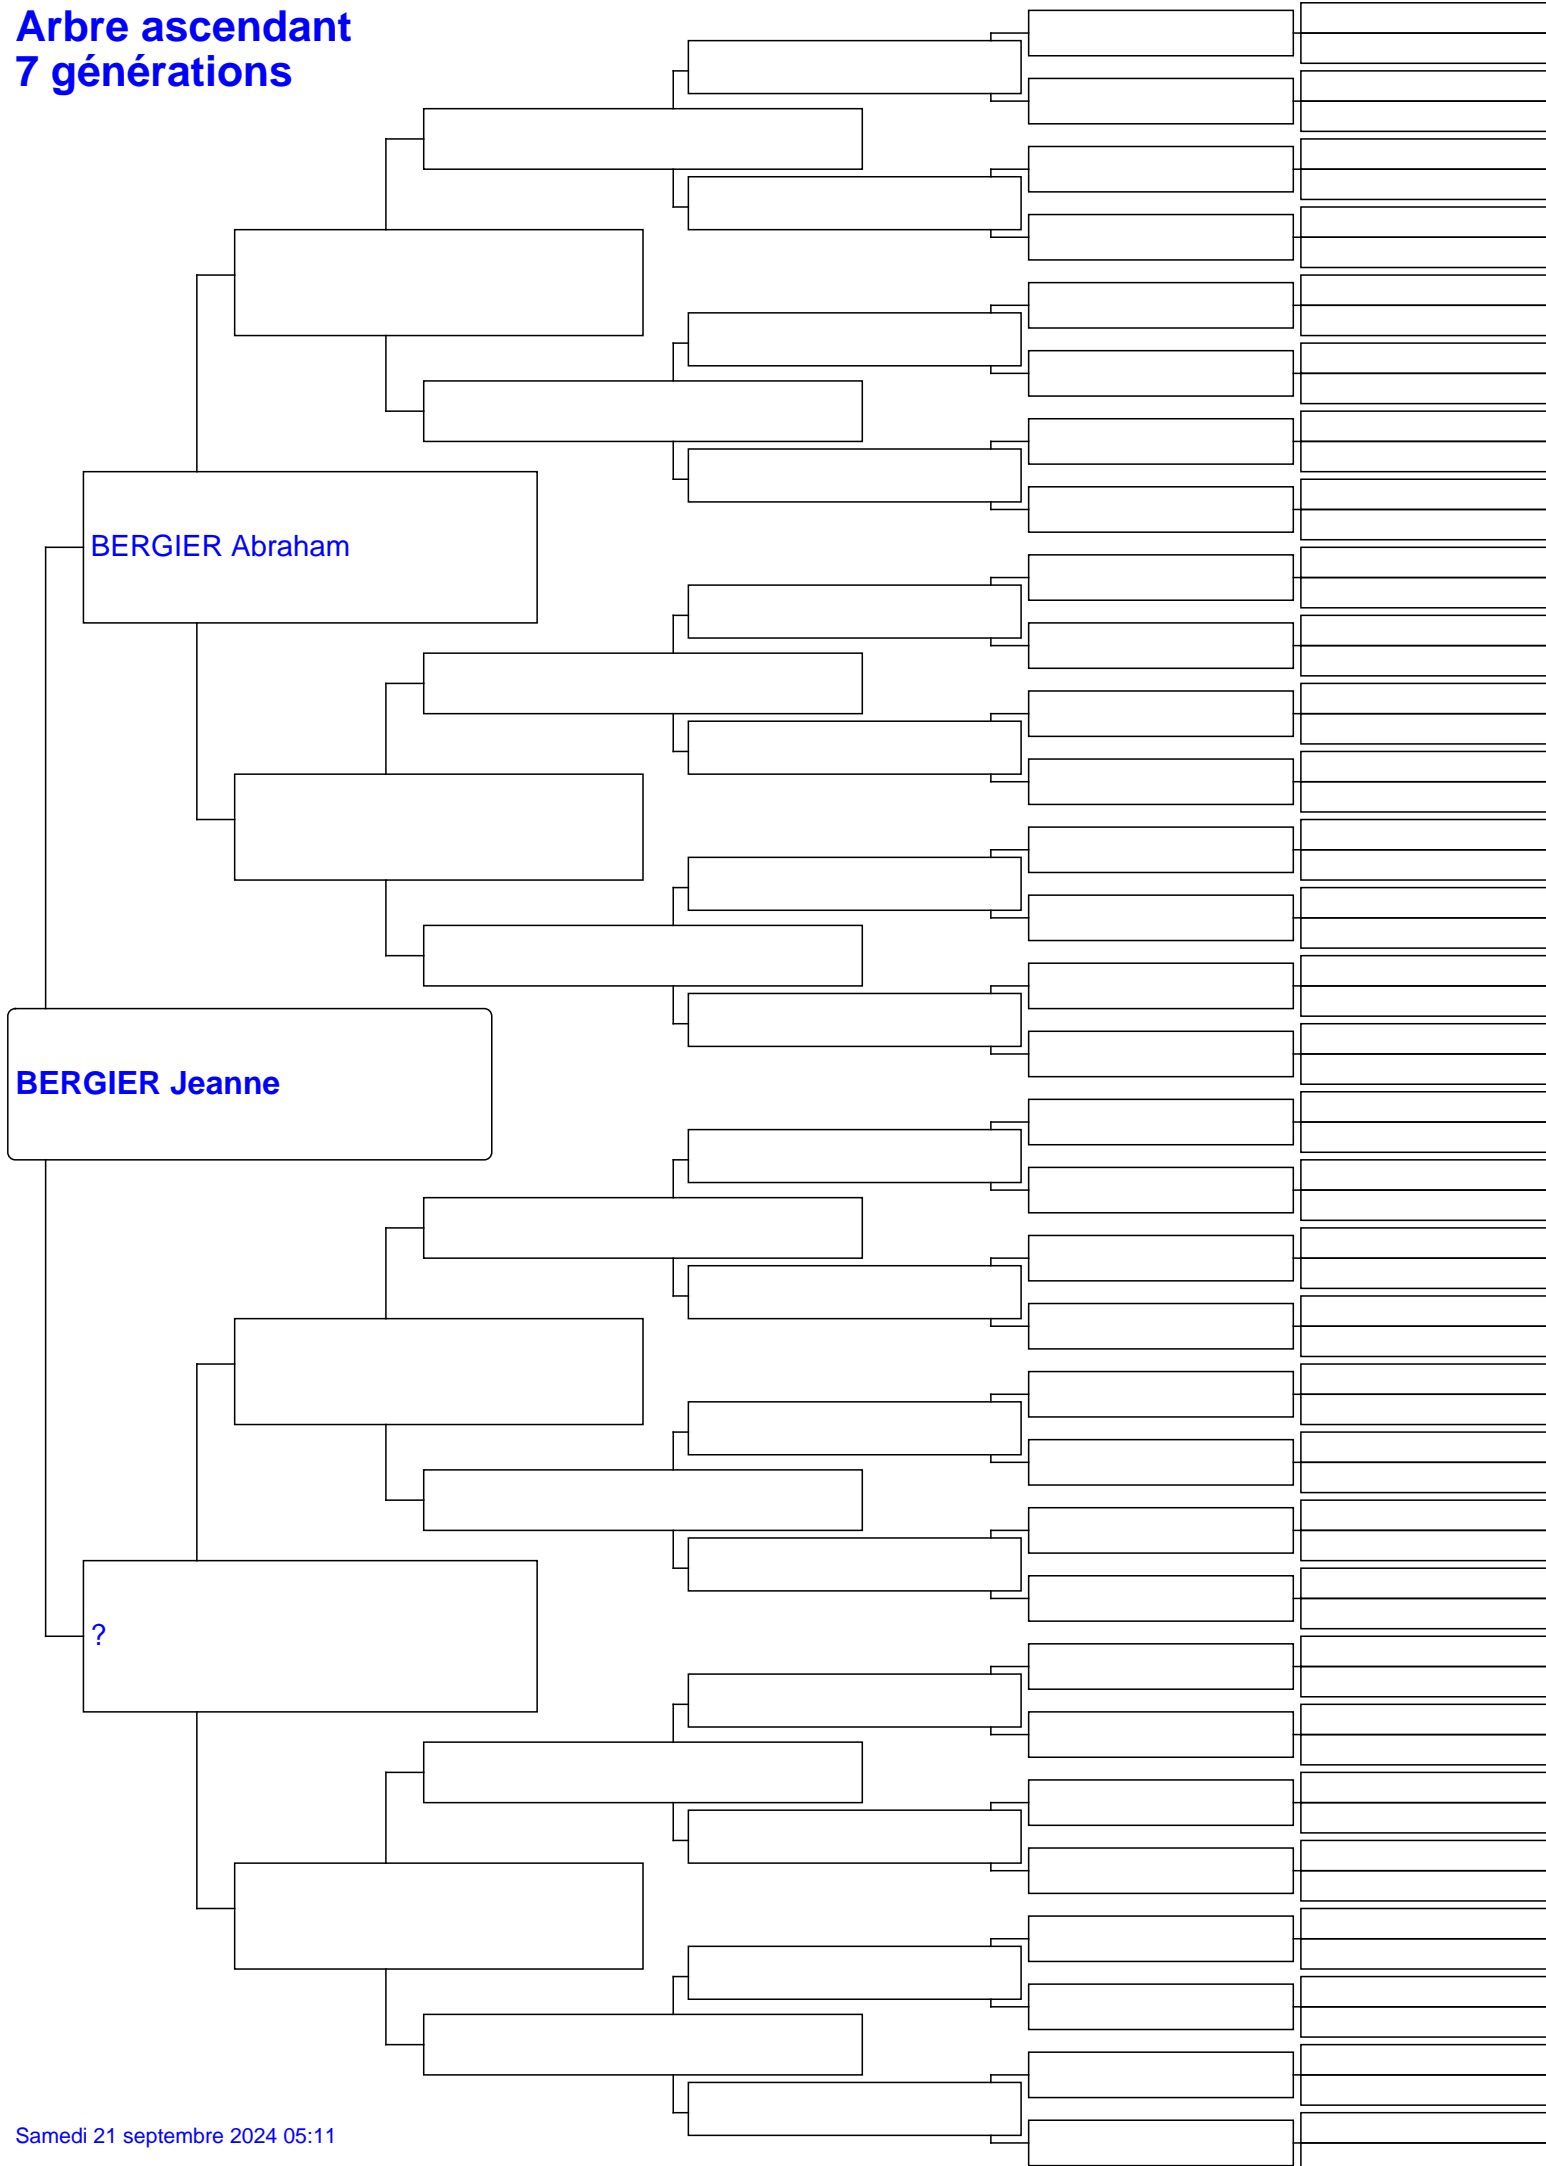 Arbre ascendant
7 générations
BERGIER Abraham
BERGIER Jeanne
?
Samedi 21 septembre 2024 05:11